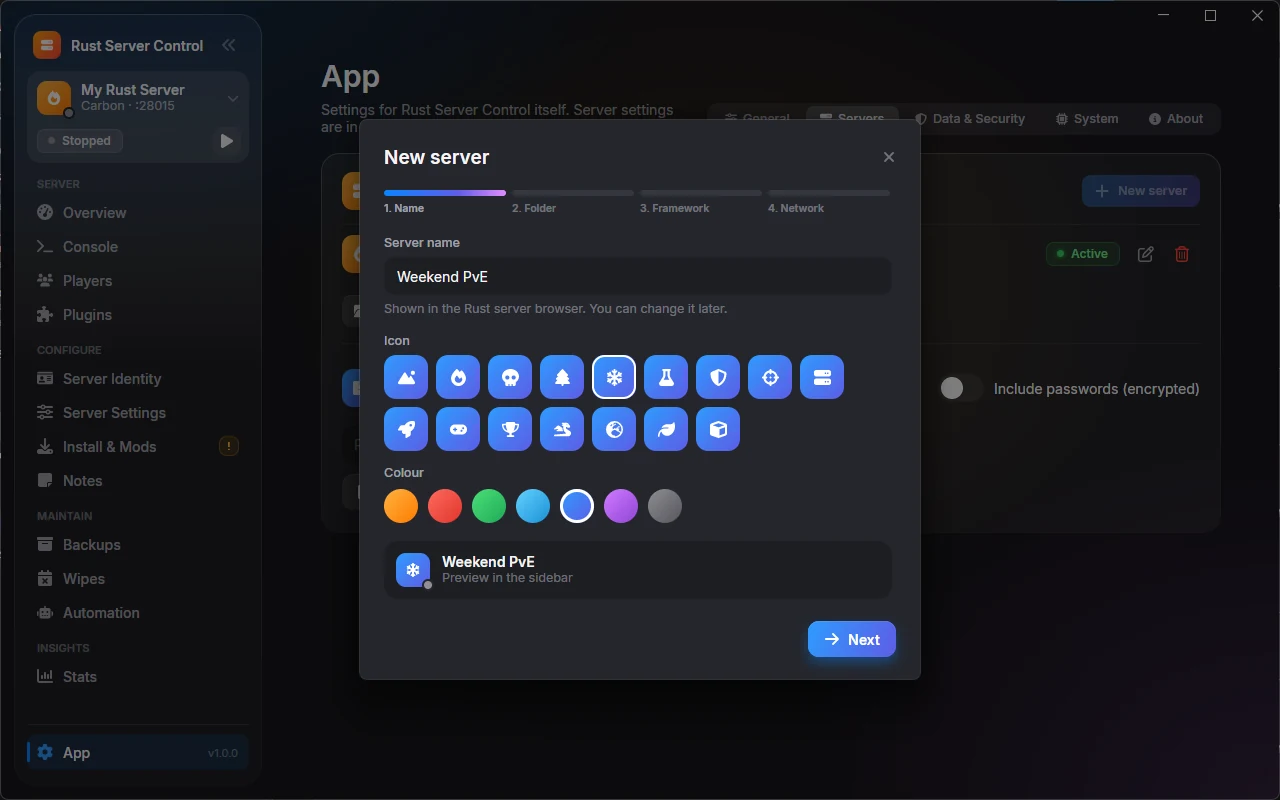 Rust Server Control
My Rust Server
Carbon · :28015
Stopped
SERVER
Overview
Console
Players
Plugins
CONFIGURE
Server Identity
Server Settings
Install & Mods
!
Notes
MAINTAIN
Backups
Wipes
Automation
INSIGHTS
Stats
App
v1.0.0
App
Settings for Rust Server Control itself. Server settings
are in
General
Servers
Data & Security
System
About
New server
Active
Include passwords (encrypted)
New server
1. Name
2. Folder
3. Framework
4. Network
Server name
Weekend PvE
Shown in the Rust server browser. You can change it later.
Icon
Colour
Weekend PvE
Preview in the sidebar
Next